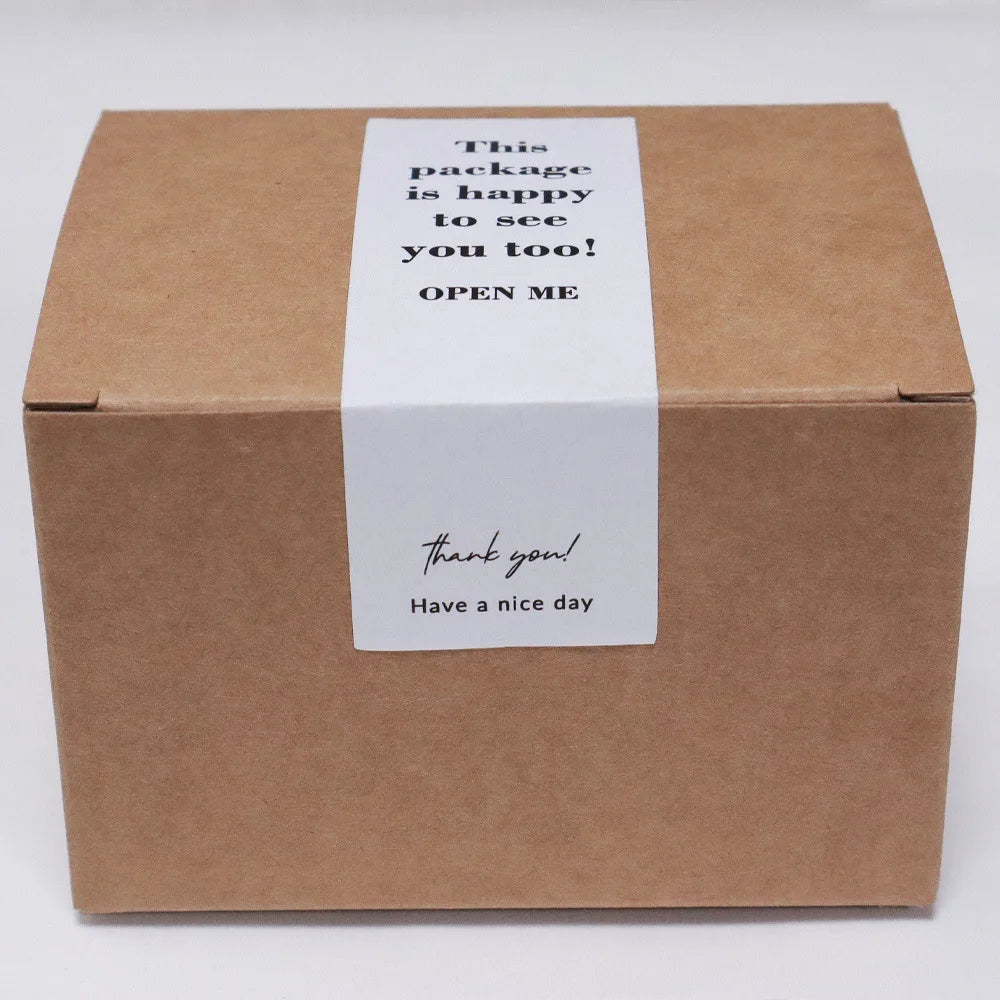 This
package
is happy
to see
you too!
OPEN ME
thank you!
Have a nice day